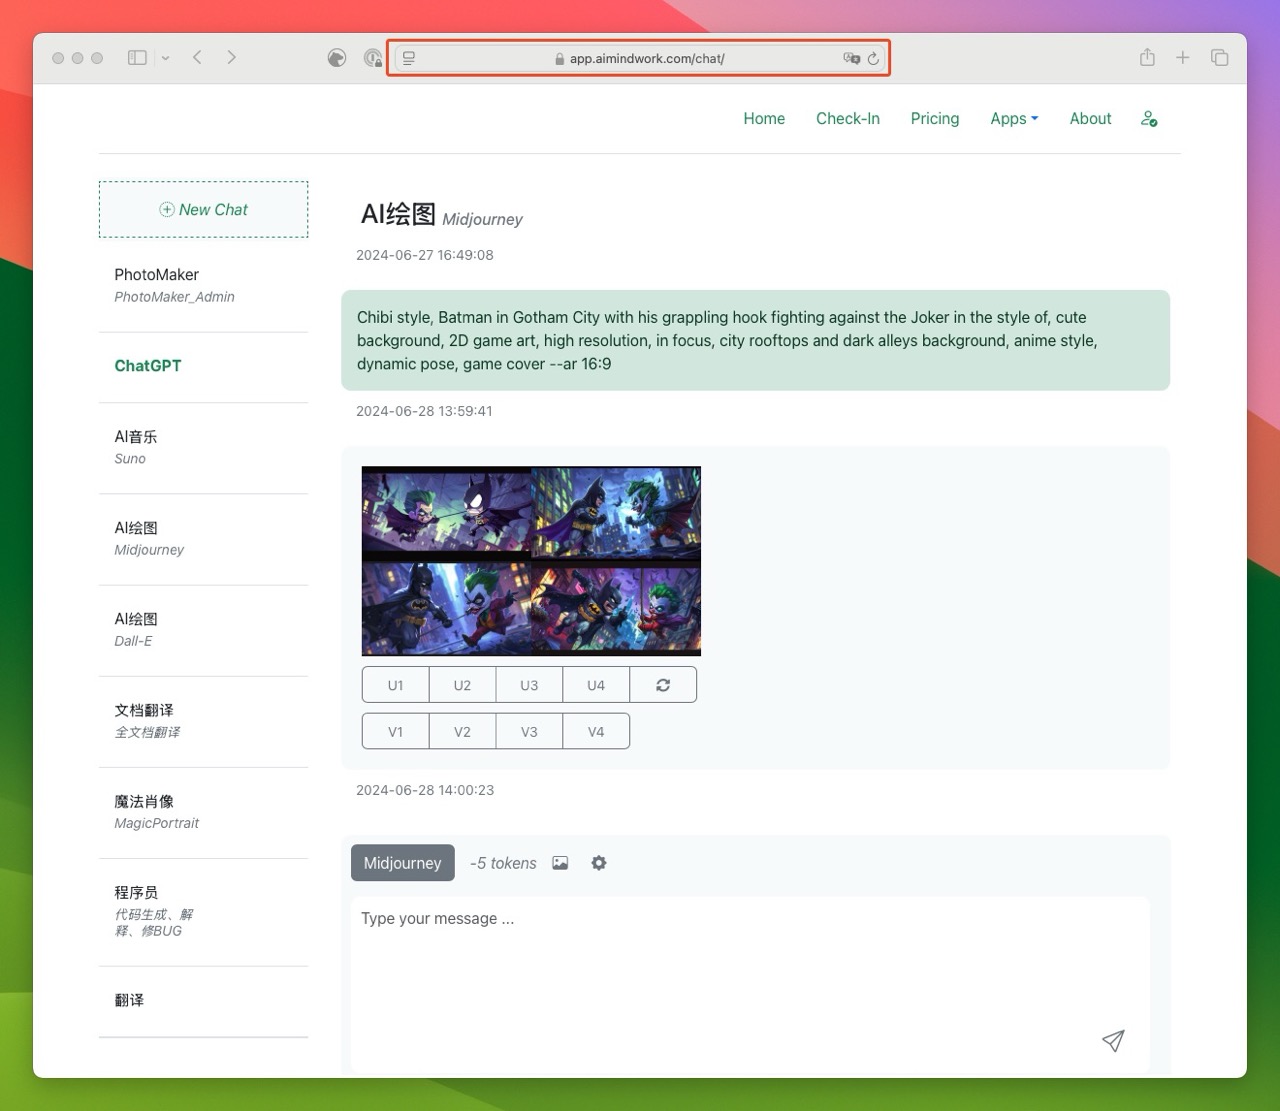 app.aimindwork.com/chat/
Home
Check-In
Pricing
Apps
About
New Chat
PhotoMaker
PhotoMaker_Admin
ChatGPT
AI音乐
Suno
AI绘图
Midjourney
AI绘图
Dall-E
文档翻译
全文档翻译
魔法肖像
MagicPortrait
程序员
代码生成、解
释、修BUG
翻译
AI绘图 Midjourney
2024-06-27 16:49:08
Chibi style, Batman in Gotham City with his grappling hook fighting against the Joker in the style of, cute
background, 2D game art, high resolution, in focus, city rooftops and dark alleys background, anime style,
dynamic pose, game cover --ar 16:9
2024-06-28 13:59:41
U1
U2
U3
U4
V1
V2
V3
V4
2024-06-28 14:00:23
Midjourney
-5 tokens
Type your message ...